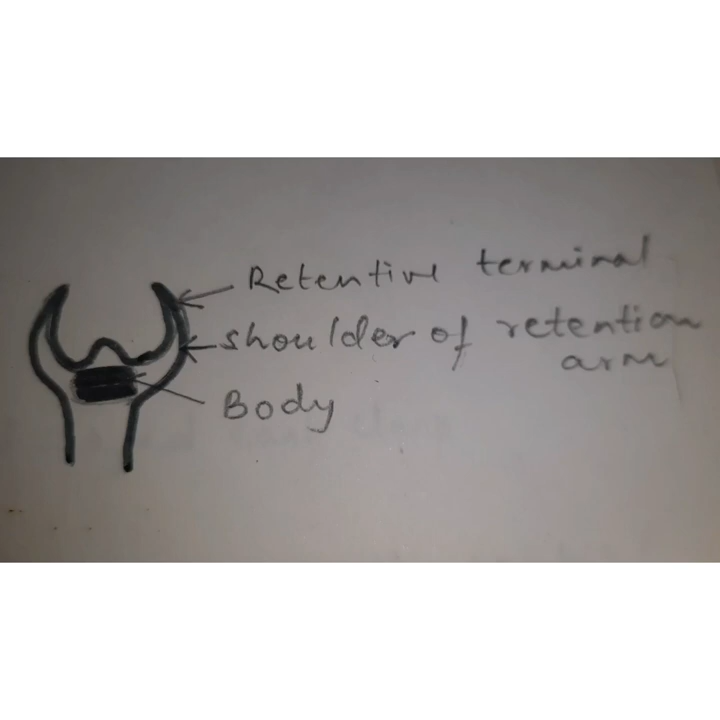 Retentive terminal
shoulder of retention
arm
Body